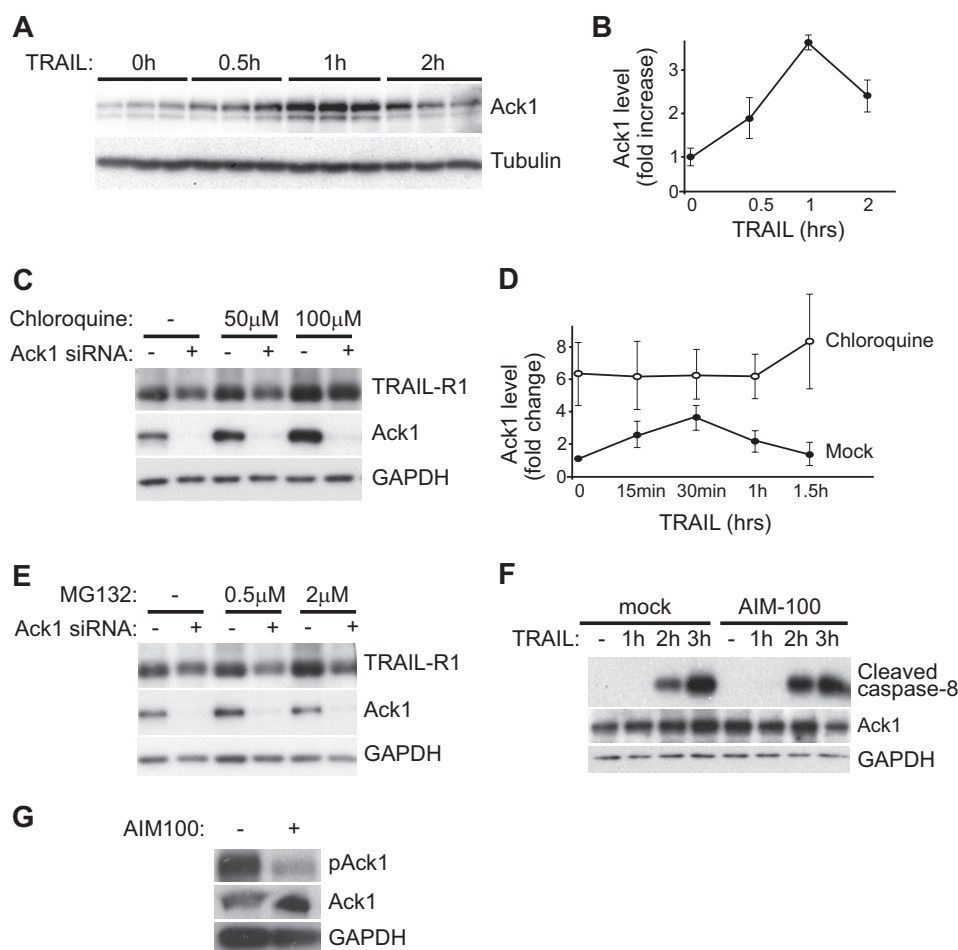 A
TRAIL: 0h 0.5h 1h 2h
Ack1
Tubulin
B
Ack1 level
(fold increase)
3
2
1
0
0 0.5 1 2
TRAIL (hrs)
C
Chloroquine: - 50µM 100µM
Ack1 siRNA: - + - + - +
TRAIL-R1
Ack1
GAPDH
D
Ack1 level
(fold change)
8
6
4
2
0
Chloroquine
Mock
0 15min 30min 1h 1.5h
TRAIL (hrs)
E
MG132: - 0.5µM 2µM
Ack1 siRNA: - + - + - +
TRAIL-R1
Ack1
GAPDH
F
mock AIM-100
TRAIL: - 1h 2h 3h - 1h 2h 3h
Cleaved
caspase-8
Ack1
GAPDH
G
AIM100: - +
pAck1
Ack1
GAPDH